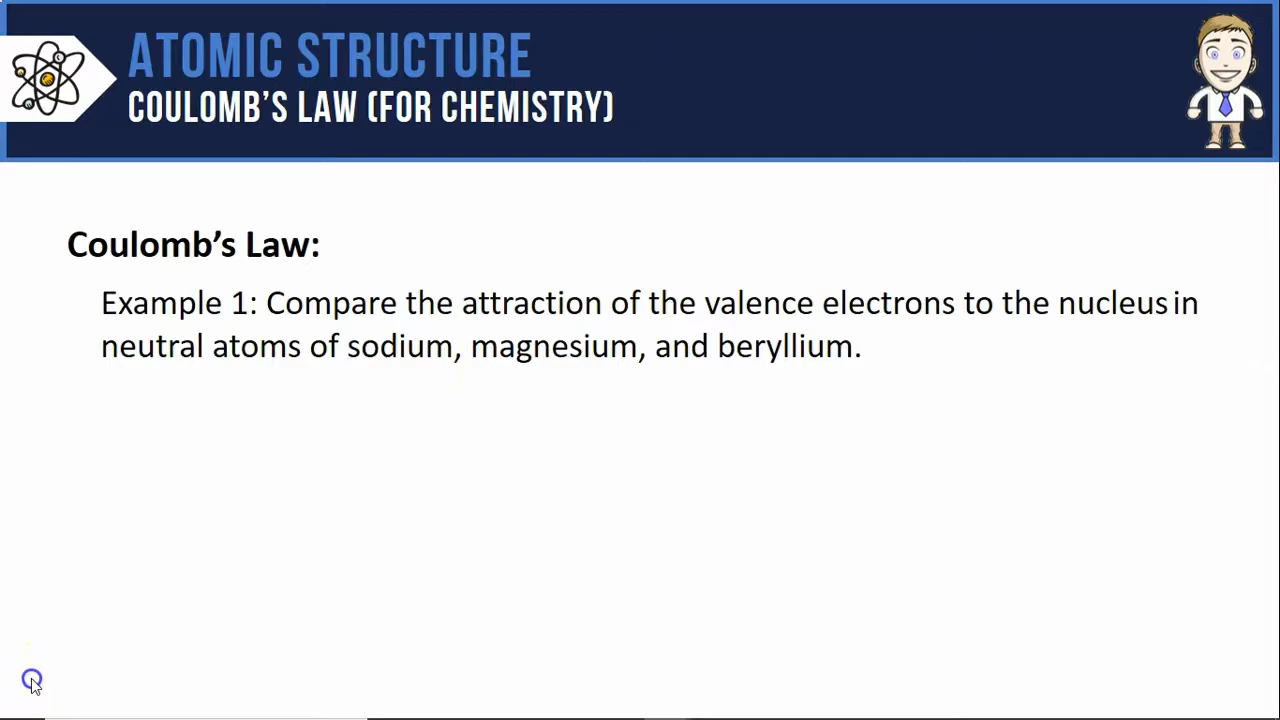 ATOMIC STRUCTURE
COULOMB'S LAW (FOR CHEMISTRY)
Coulomb's Law:
Example 1: Compare the attraction of the valence electrons to the nucleus in
neutral atoms of sodium, magnesium, and beryllium.